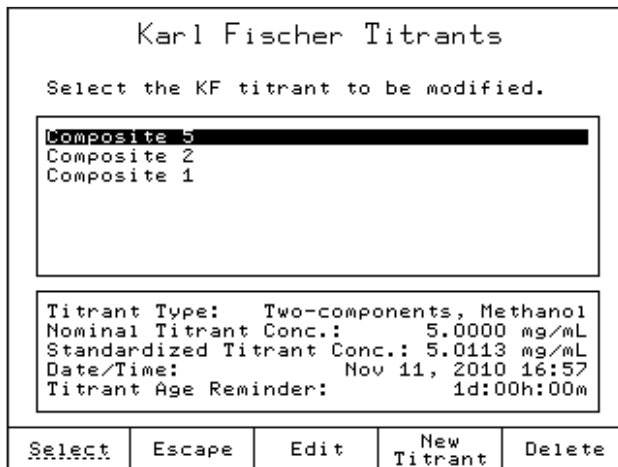 Karl Fischer Titrants
Select the KF titrant to be modified.
Composite 5
Composite 2
Composite 1
Titrant Type: Two-components, Methanol
Nominal Titrant Conc.: 5.0000 mg/mL
Standardized Titrant Conc.: 5.0113 mg/mL
Date/Time: Nov 11, 2010 16:57
Titrant Age Reminder: 1d:00h:00m
Select Escape Edit New Titrant Delete